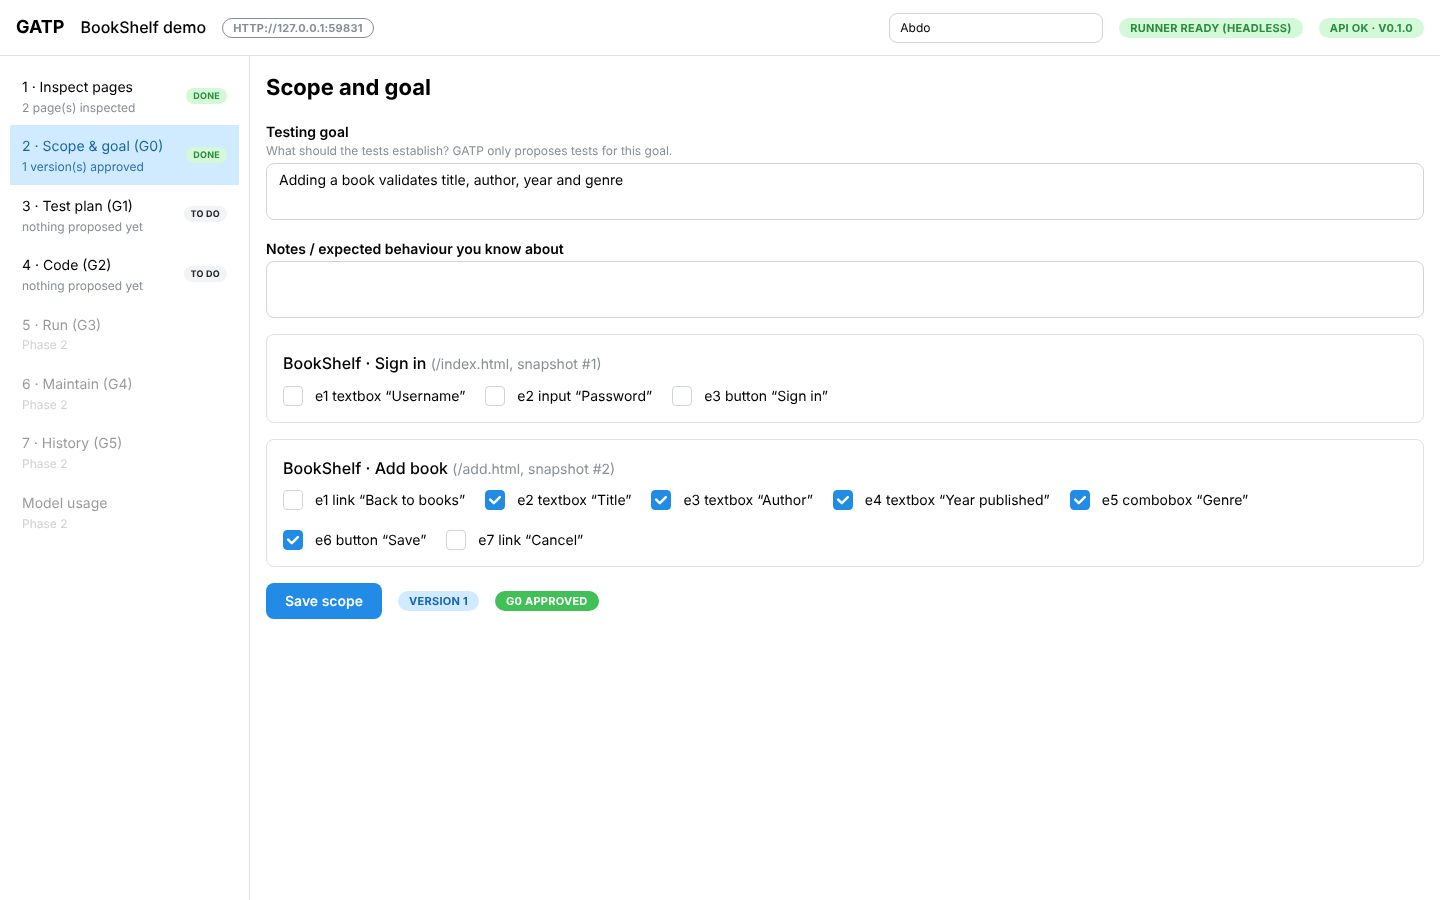 GATP BookShelf demo HTTP://127.0.0.1:59831 Abdo RUNNER READY (HEADLESS) API OK · V0.1.0
1 · Inspect pages
2 page(s) inspected
DONE
2 · Scope & goal (G0)
1 version(s) approved
DONE
3 · Test plan (G1)
nothing proposed yet
TO DO
4 · Code (G2)
nothing proposed yet
TO DO
5 · Run (G3)
Phase 2
6 · Maintain (G4)
Phase 2
7 · History (G5)
Phase 2
Model usage
Phase 2
Scope and goal
Testing goal
What should the tests establish? GATP only proposes tests for this goal.
Adding a book validates title, author, year and genre
Notes / expected behaviour you know about
BookShelf · Sign in (/index.html, snapshot #1)
e1 textbox “Username” e2 input “Password” e3 button “Sign in”
BookShelf · Add book (/add.html, snapshot #2)
e1 link “Back to books” e2 textbox “Title” e3 textbox “Author” e4 textbox “Year published” e5 combobox “Genre”
e6 button “Save” e7 link “Cancel”
Save scope VERSION 1 G0 APPROVED